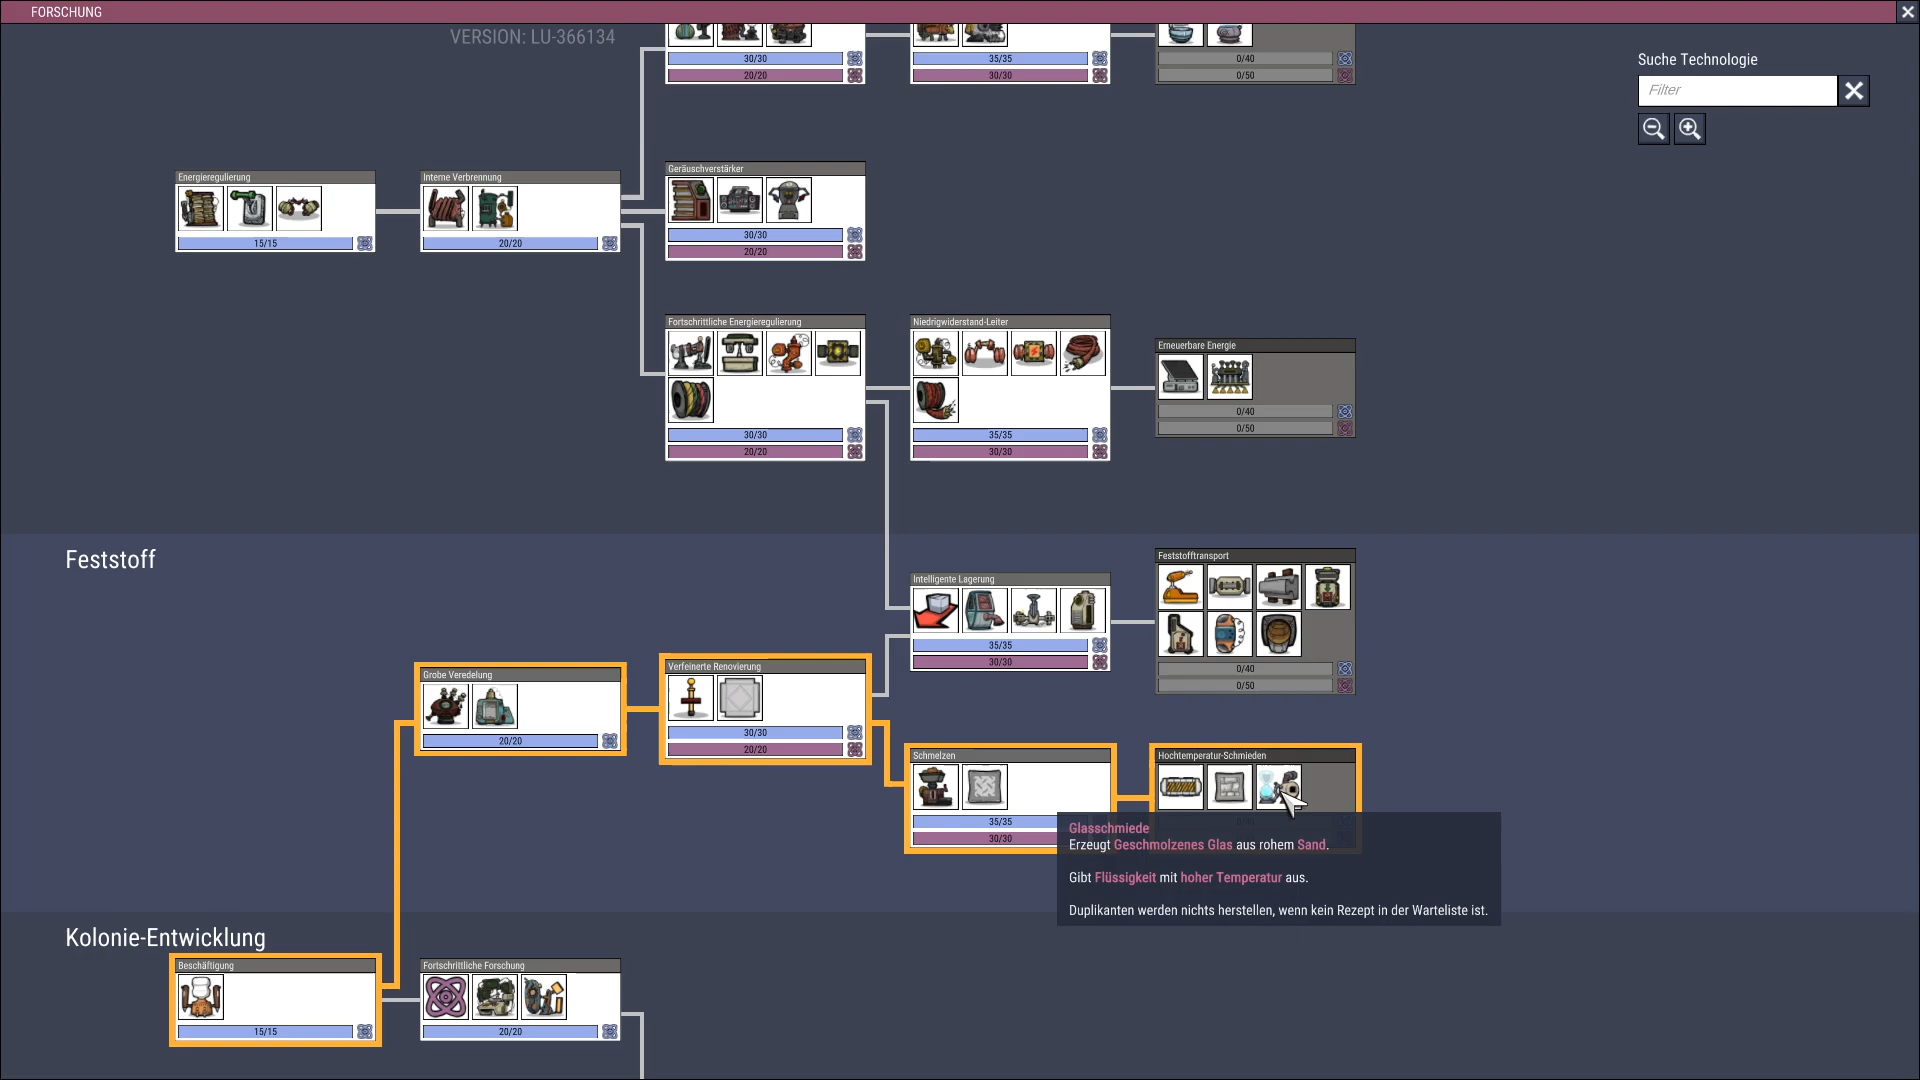 FORSCHUNG
VERSION: LU-366134
Suche Technologie
Filter
30/30
20/20
35/35
30/30
0/40
0/50
Energieregulierung
15/15
Interne Verbrennung
20/20
Geräuschverstärker
30/30
20/20
Fortschrittliche Energieregulierung
30/30
20/20
Niedrigwiderstand-Leiter
35/35
30/30
Erneuerbare Energie
0/40
0/50
Feststoff
Intelligente Lagerung
35/35
30/30
Feststofftransport
0/40
0/50
Grobe Veredelung
20/20
Verfeinerte Renovierung
30/30
20/20
Schmelzen
35/35
30/30
Hochtemperatur-Schmieden
Glasschmiede
Erzeugt Geschmolzenes Glas aus rohem Sand.
Gibt Flüssigkeit mit hoher Temperatur aus.
Duplikanten werden nichts herstellen, wenn kein Rezept in der Warteliste ist.
Kolonie-Entwicklung
Beschäftigung
15/15
Fortschrittliche Forschung
20/20